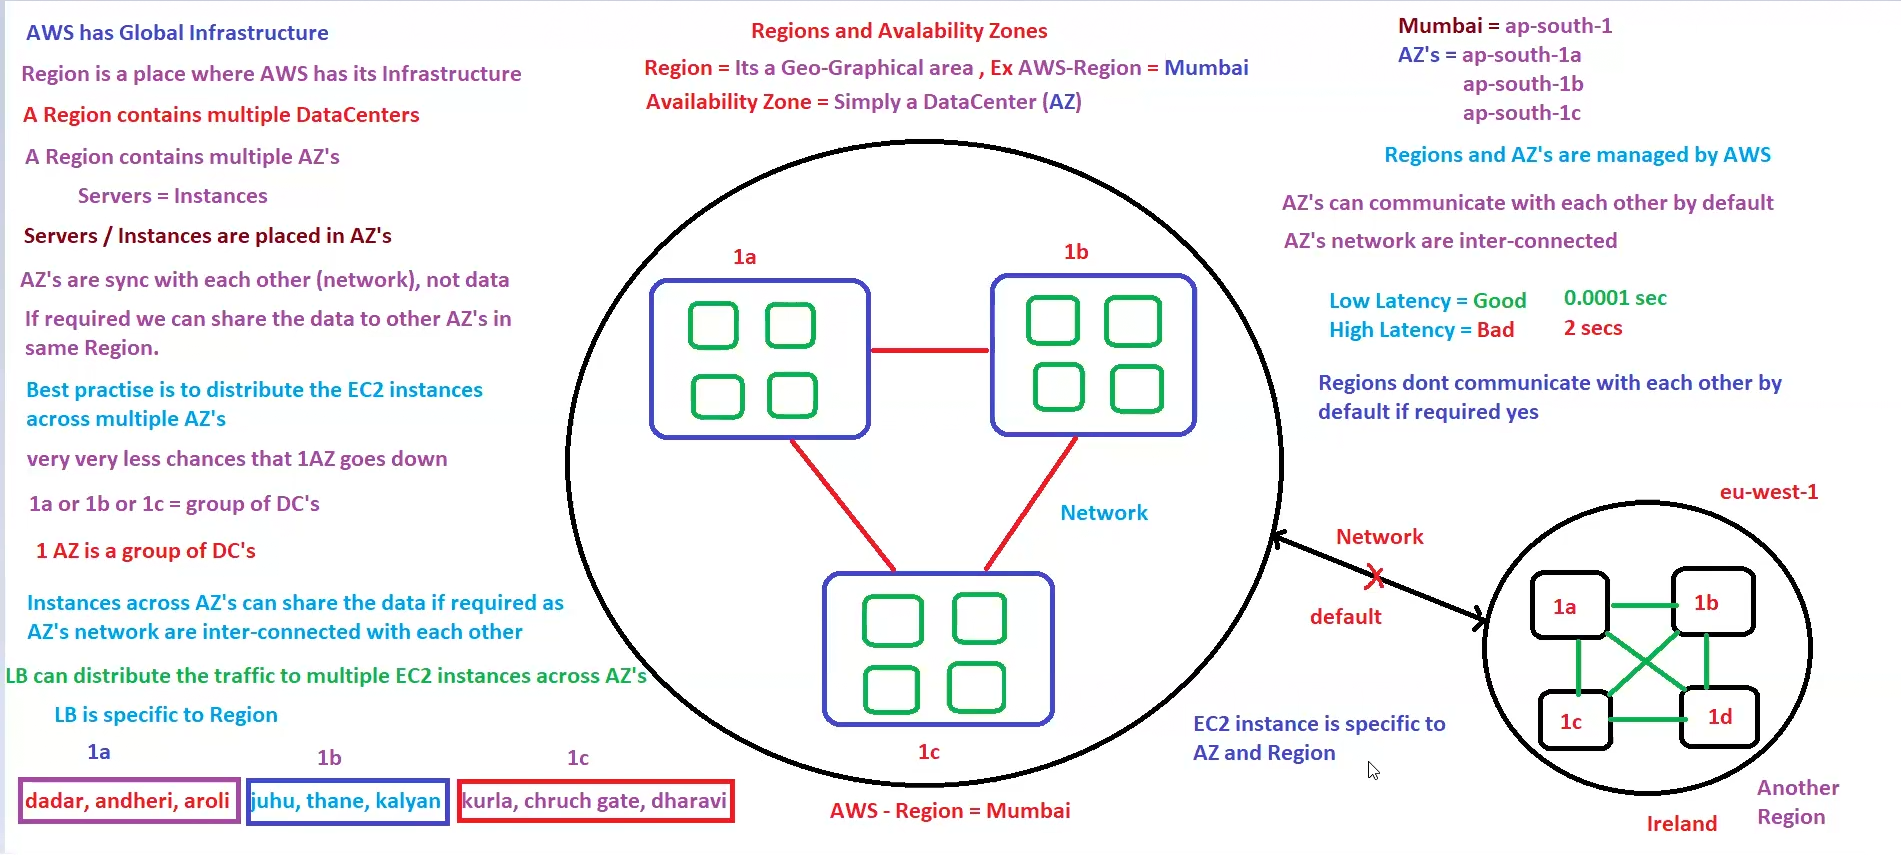 AWS has Global Infrastructure
Region is a place where AWS has its Infrastructure
A Region contains multiple DataCenters
A Region contains multiple AZ's
Servers = Instances
Servers / Instances are placed in AZ's
AZ's are sync with each other (network), not data
If required we can share the data to other AZ's in
same Region.
Best practise is to distribute the EC2 instances
across multiple AZ's
very very less chances that 1AZ goes down
1a or 1b or 1c = group of DC's
1 AZ is a group of DC's
Instances across AZ's can share the data if required as
AZ's network are inter-connected with each other
LB can distribute the traffic to multiple EC2 instances across AZ's
LB is specific to Region
1a
1b
1c
dadar, andheri, aroli
juhu, thane, kalyan
kurla, chruch gate, dharavi
Regions and Avalability Zones
Region = Its a Geo-Graphical area , Ex AWS-Region = Mumbai
Availability Zone = Simply a DataCenter (AZ)
1a
1b
Network
1c
AWS - Region = Mumbai
Mumbai = ap-south-1
AZ's = ap-south-1a
ap-south-1b
ap-south-1c
Regions and AZ's are managed by AWS
AZ's can communicate with each other by default
AZ's network are inter-connected
Low Latency = Good 0.0001 sec
High Latency = Bad 2 secs
Regions dont communicate with each other by
default if required yes
eu-west-1
Network
default
1a
1b
1c
1d
EC2 instance is specific to
AZ and Region
Another
Region
Ireland